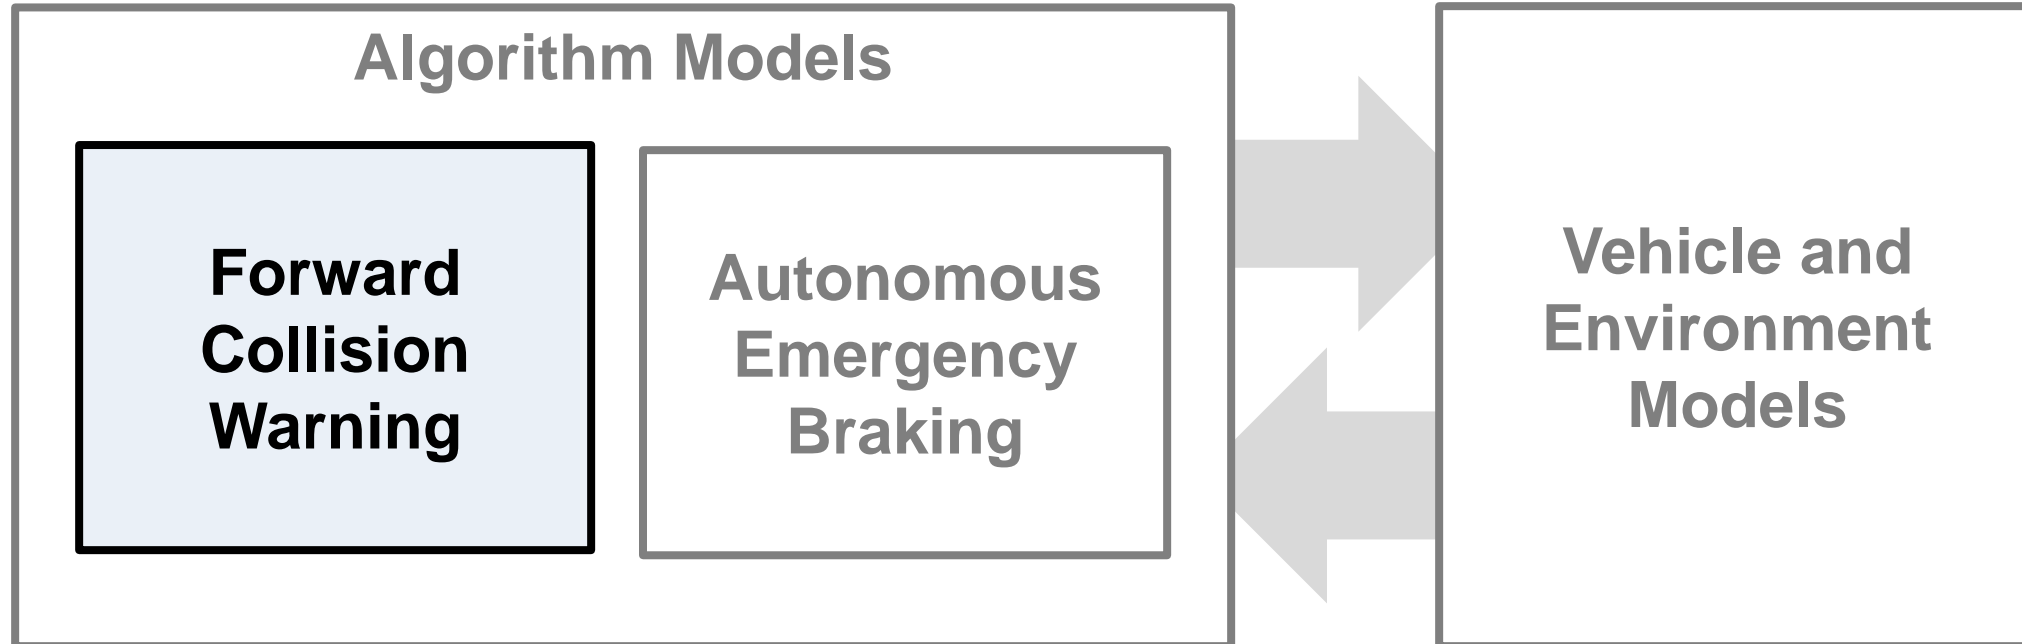 Algorithm Models
Forward
Collision
Warning
Autonomous
Emergency
Braking
Vehicle and
Environment
Models